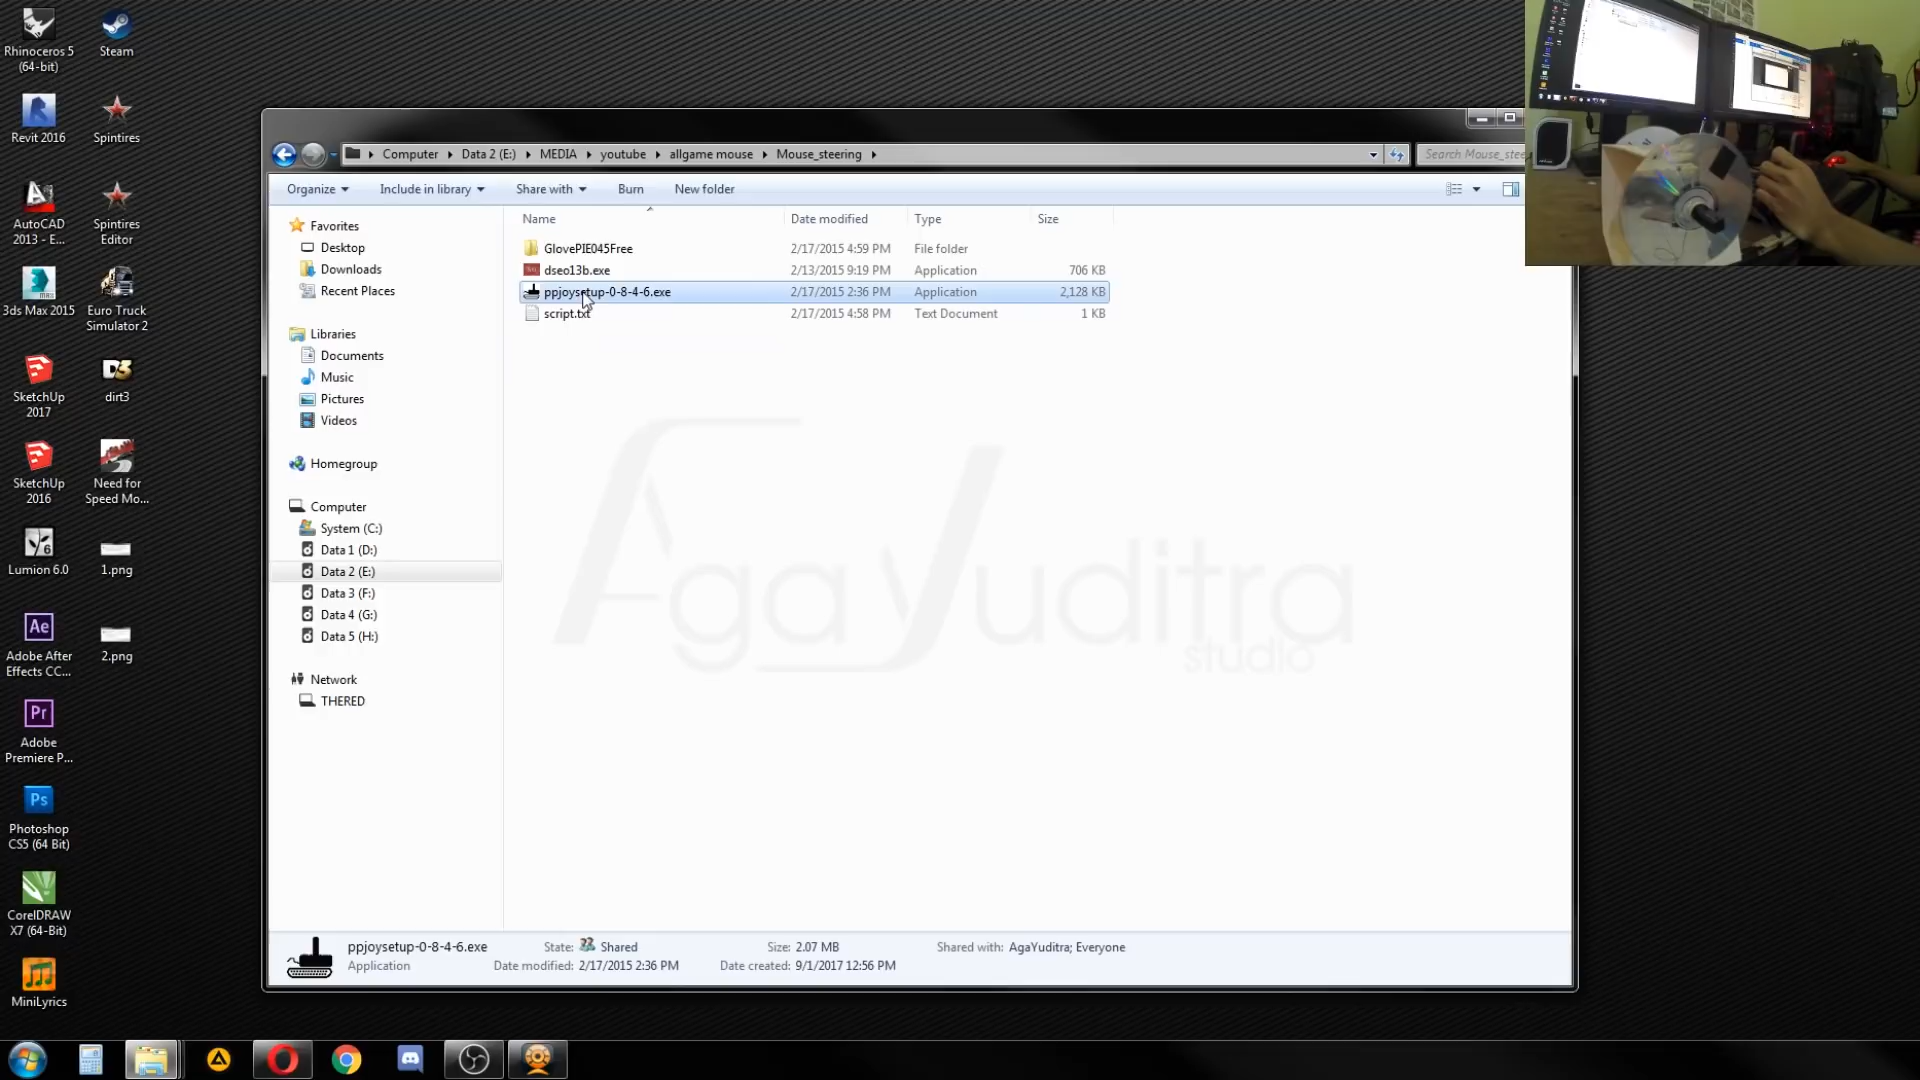 Rhinoceros 5
(64-bit)
Steam
Revit 2016
Spintires
AutoCAD
2013 - E...
Spintires
Editor
3ds Max 2015
Euro Truck
Simulator 2
SketchUp
2017
dirt3
SketchUp
2016
Need for
Speed Mo...
Lumion 6.0
1.png
Adobe After
Effects CC...
2.png
Adobe
Premiere P...
Photoshop
CS5 (64 Bit)
CorelDRAW
X7 (64-Bit)
MiniLyrics
Computer
Data 2 (E:)
MEDIA
youtube
allgame mouse
Mouse_steering
Search Mouse_stee
Organize
Include in library
Share with
Burn
New folder
Name Date modified Type Size
GlovePIE045Free 2/17/2015 4:59 PM File folder
dseo13b.exe 2/13/2015 9:19 PM Application 706 KB
ppjoysetup-0-8-4-6.exe 2/17/2015 2:36 PM Application 2,128 KB
script.txt 2/17/2015 4:58 PM Text Document 1 KB
Favorites
Desktop
Downloads
Recent Places
Libraries
Documents
Music
Pictures
Videos
Homegroup
Computer
System (C:)
Data 1 (D:)
Data 2 (E:)
Data 3 (F:)
Data 4 (G:)
Data 5 (H:)
Network
THERED
AgaYuditra
studio
ppjoysetup-0-8-4-6.exe State: Shared Size: 2.07 MB Shared with: AgaYuditra; Everyone
Application Date modified: 2/17/2015 2:36 PM Date created: 9/1/2017 12:56 PM
D3
6
Ae
Pr
Ps